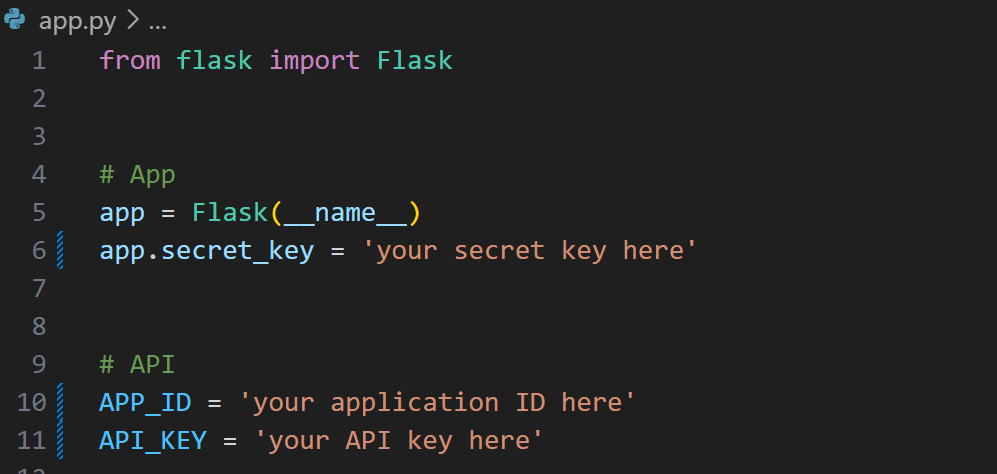 app.py > ...
1 from flask import Flask
2
3
4 # App
5 app = Flask(__name__)
6 app.secret_key = 'your secret key here'
7
8
9 # API
10 APP_ID = 'your application ID here'
11 API_KEY = 'your API key here'
12